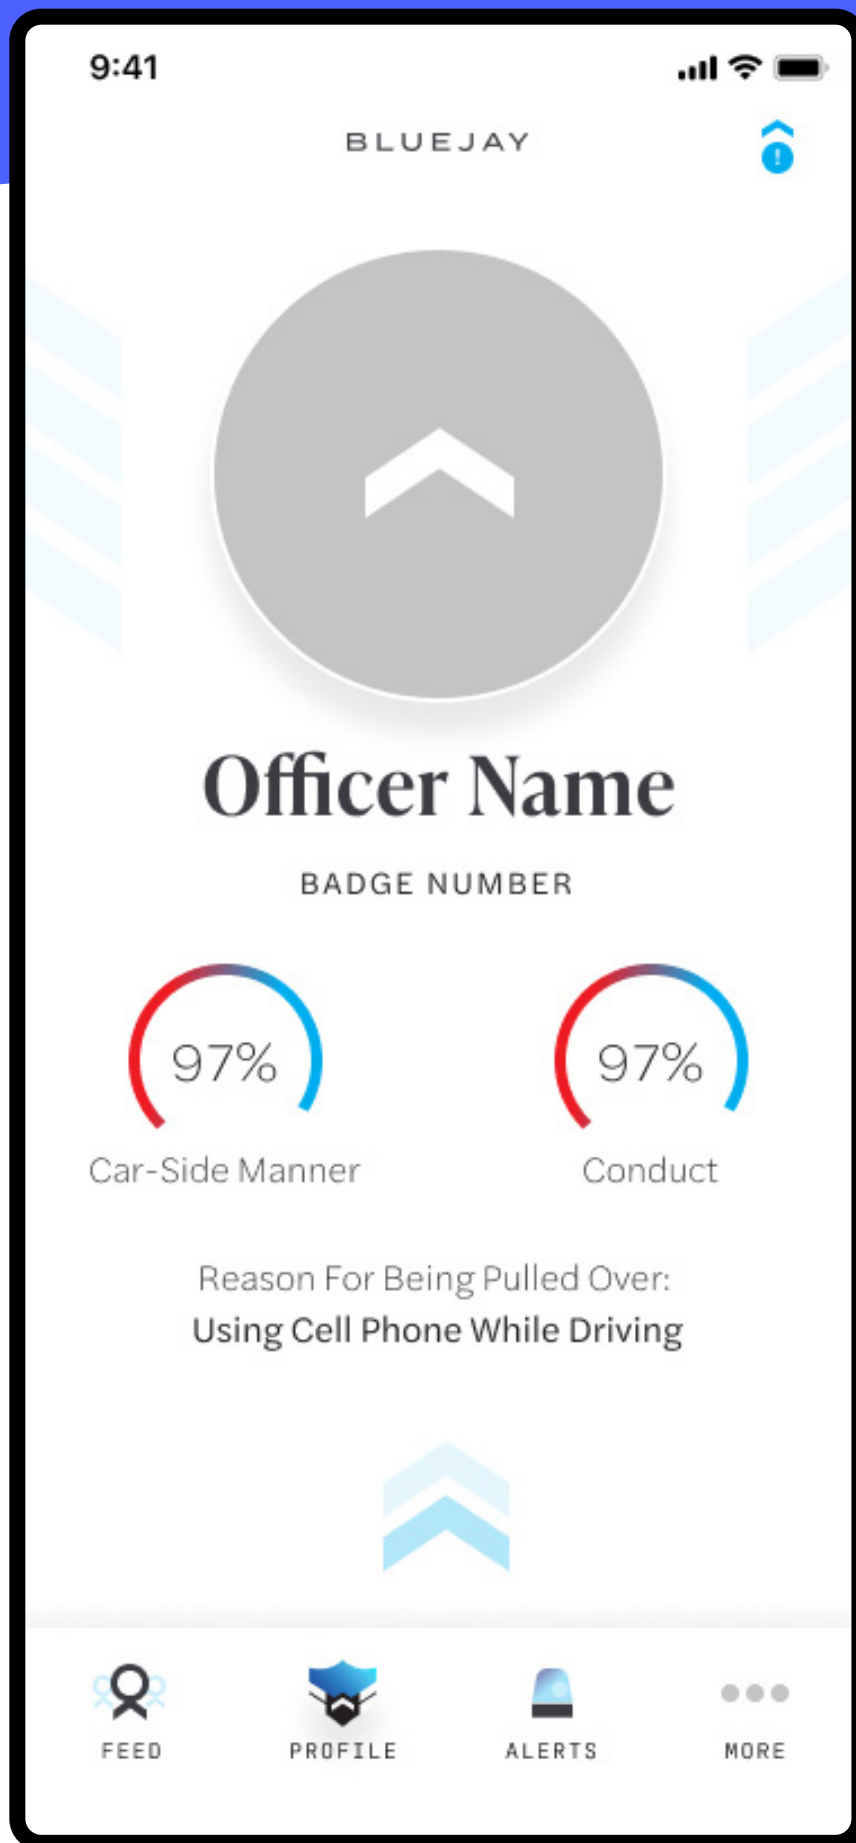 9:41
BLUEJAY
!
Officer Name
BADGE NUMBER
97%
97%
Car-Side Manner
Conduct
Reason For Being Pulled Over:
Using Cell Phone While Driving
FEED
PROFILE
ALERTS
MORE